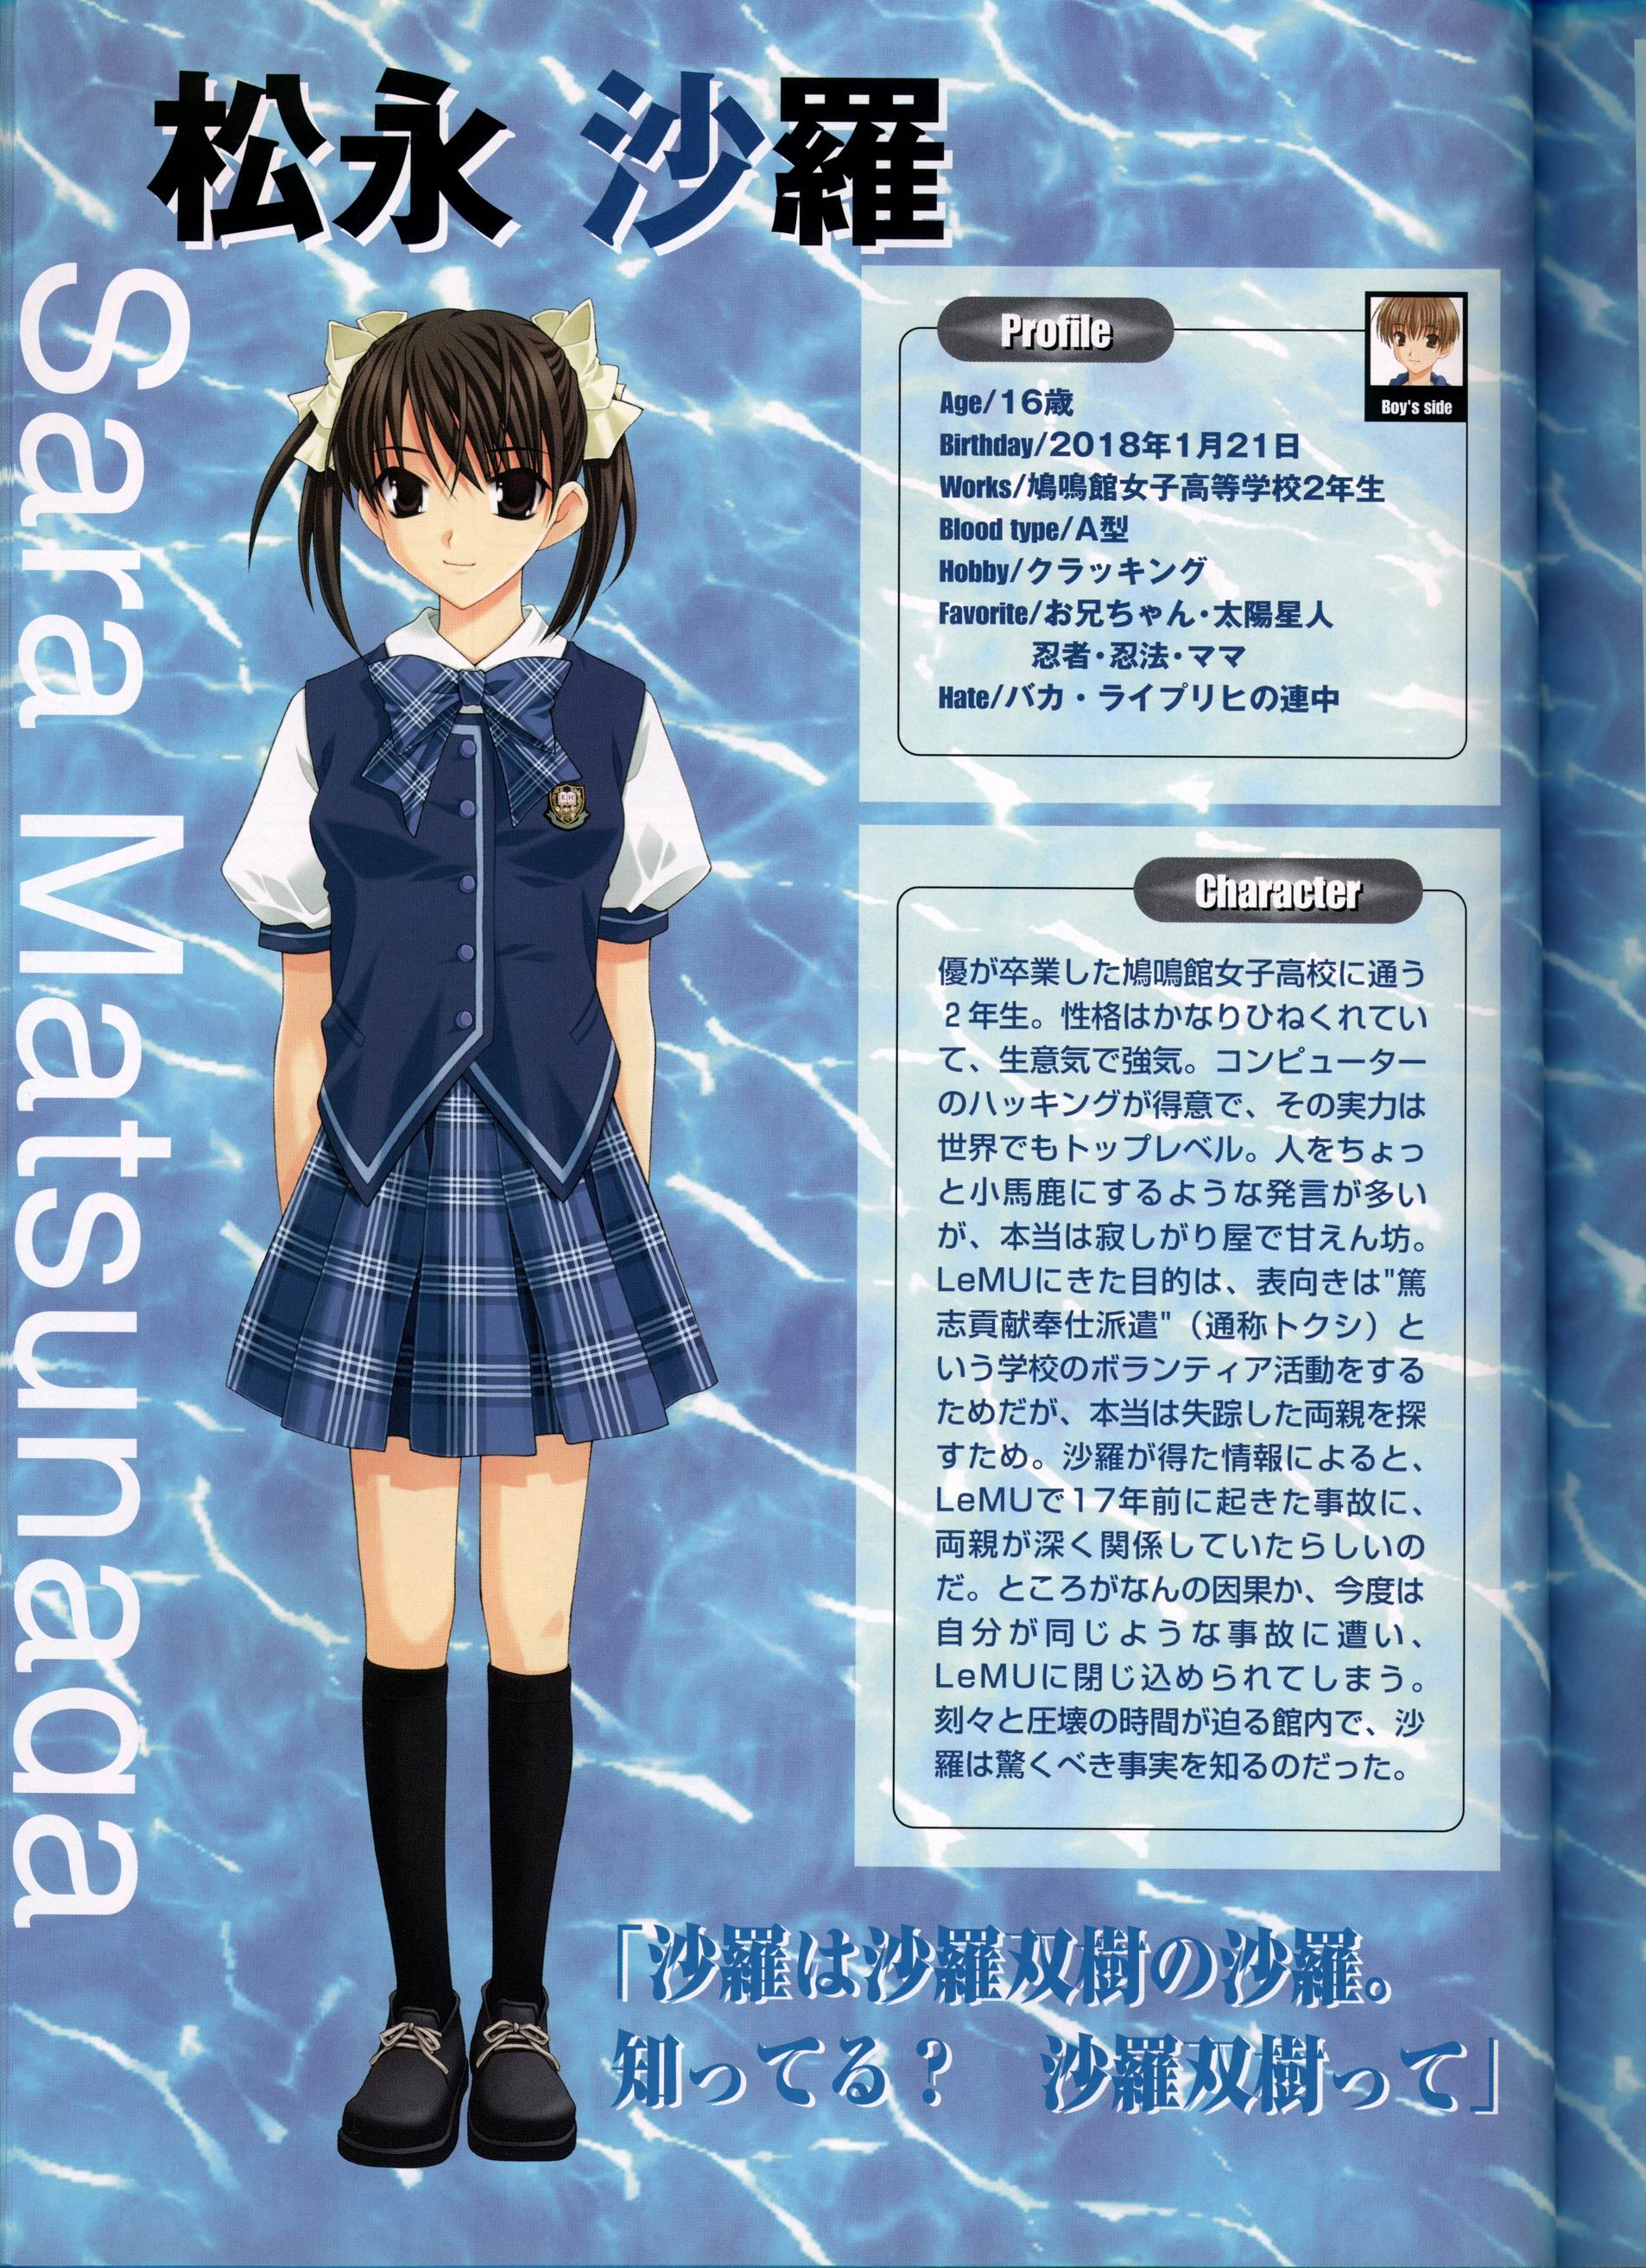 松永 沙羅
Sara Matsunaga
Profile
Boy's side
Age/16歳
Birthday/2018年1月21日
Works/鳩鳴館女子高等学校2年生
Blood type/A型
Hobby/クラッキング
Favorite/お兄ちゃん・太陽星人
忍者・忍法・ママ
Hate/バカ・ライプリヒの連中
Character
優が卒業した鳩鳴館女子高校に通う
2年生。性格はかなりひねくれてい
て、生意気で強気。コンピューター
のハッキングが得意で、その実力は
世界でもトップレベル。人をちょっ
と小馬鹿にするような発言が多い
が、本当は寂しがり屋で甘えん坊。
LeMUにきた目的は、表向きは"篤
志貢献奉仕派遣"（通称トクシ）と
いう学校のボランティア活動をする
ためだが、本当は失踪した両親を探
すため。沙羅が得た情報によると、
LeMUで17年前に起きた事故に、
両親が深く関係していたらしいの
だ。ところがなんの因果か、今度は
自分が同じような事故に遭い、
LeMUに閉じ込められてしまう。
刻々と圧壊の時間が迫る館内で、沙
羅は驚くべき事実を知るのだった。
「沙羅は沙羅双樹の沙羅。
知ってる？　沙羅双樹って」